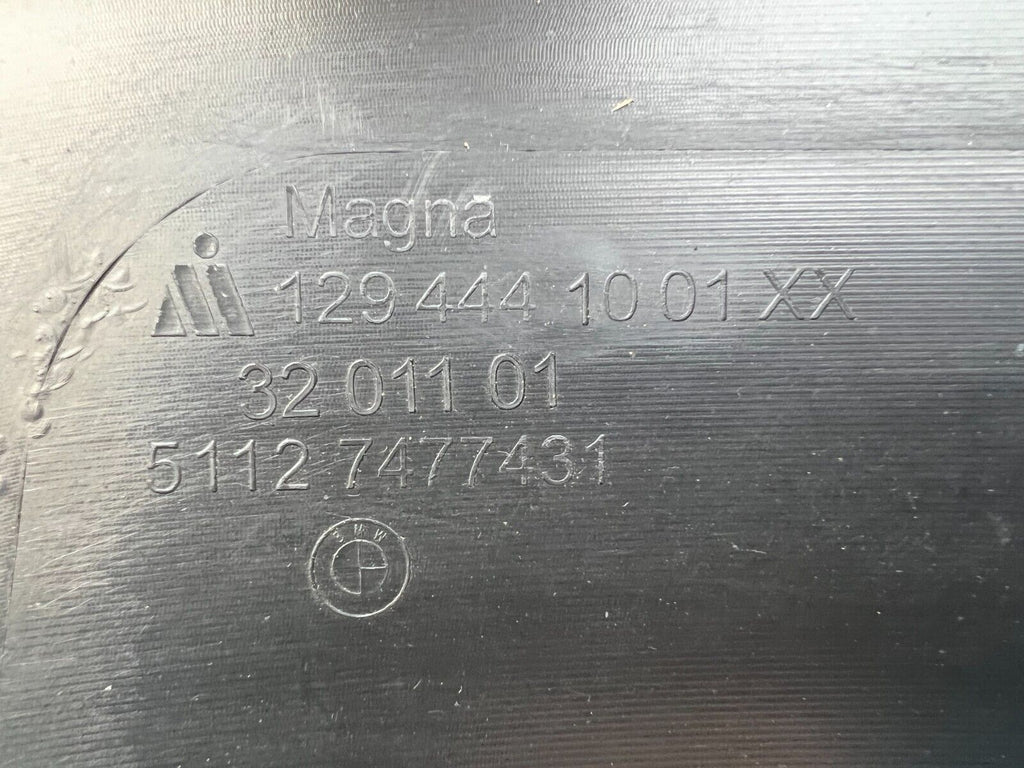 Magna
129 444 10 01 XX
32 011 01
5112 7477431
BMW